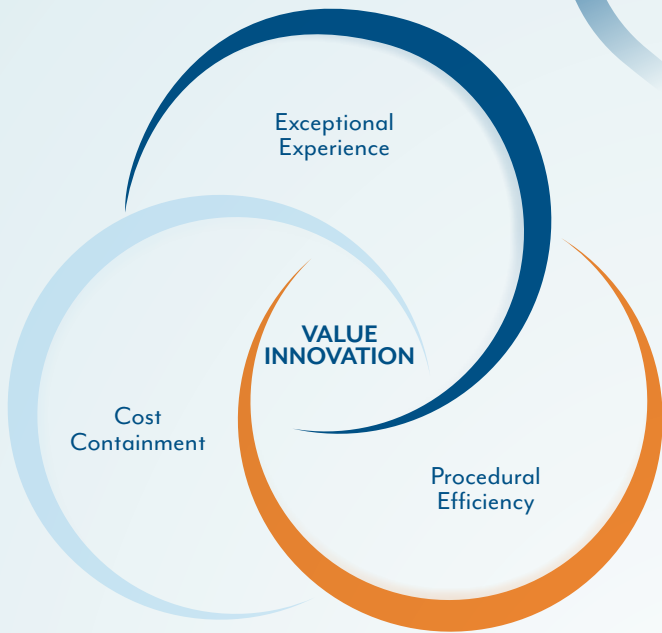 Exceptional
Experience
VALUE
INNOVATION
Cost
Containment
Procedural
Efficiency